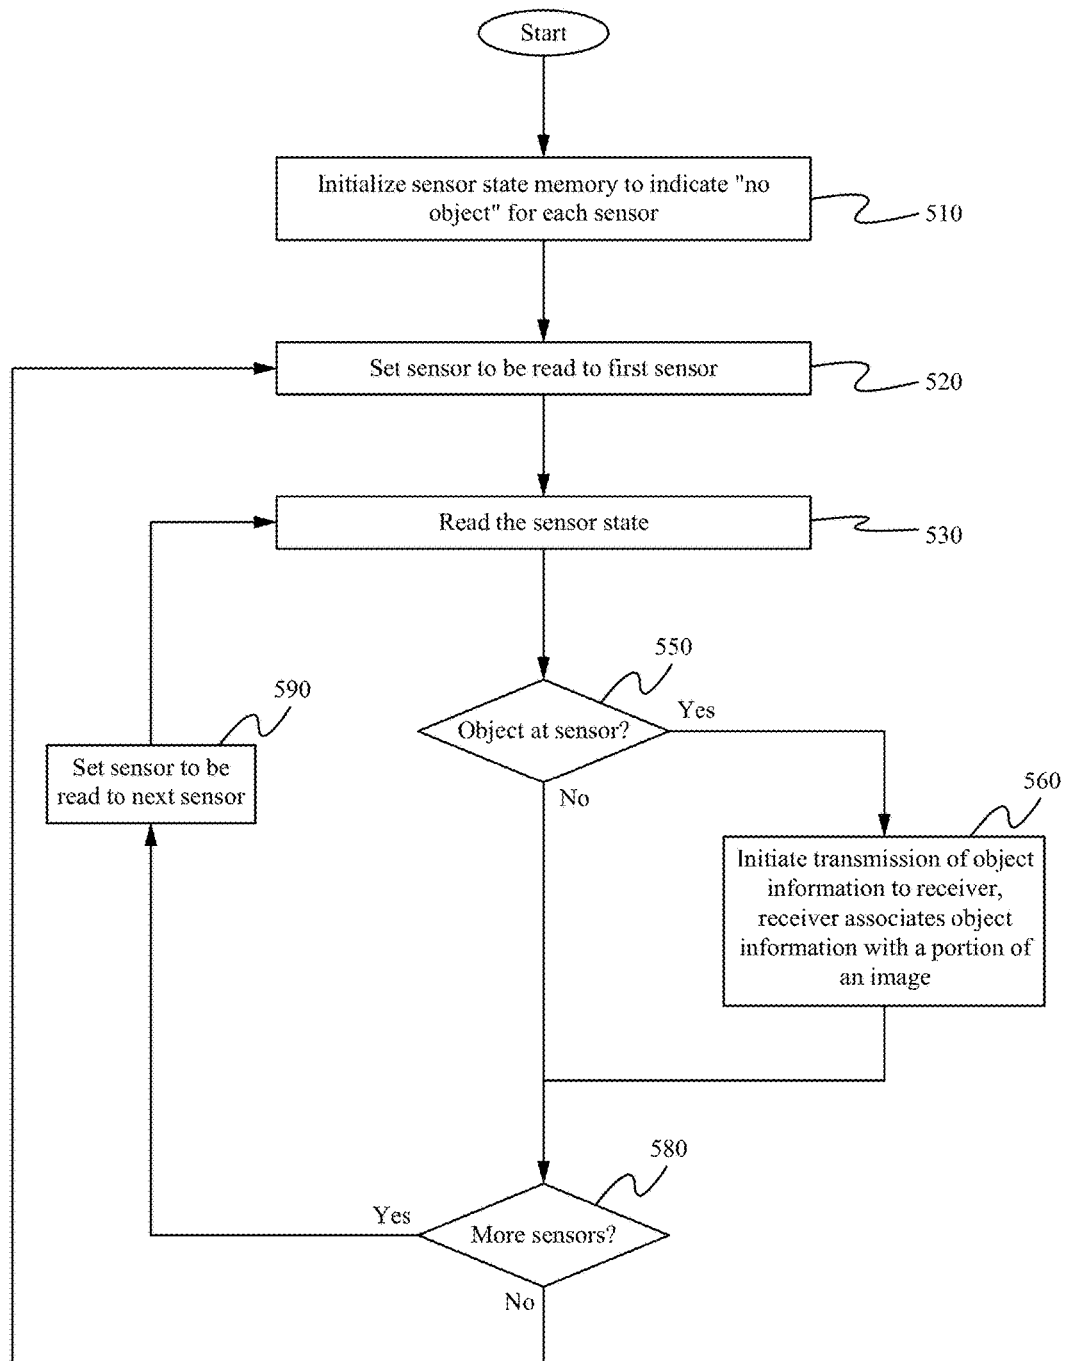 Start
Initialize sensor state memory to indicate "no
object" for each sensor
510
Set sensor to be read to first sensor
520
Read the sensor state
530
550
Object at sensor?
Yes
No
590
Set sensor to be
read to next sensor
560
Initiate transmission of object
information to receiver,
receiver associates object
information with a portion of
an image
580
More sensors?
Yes
No